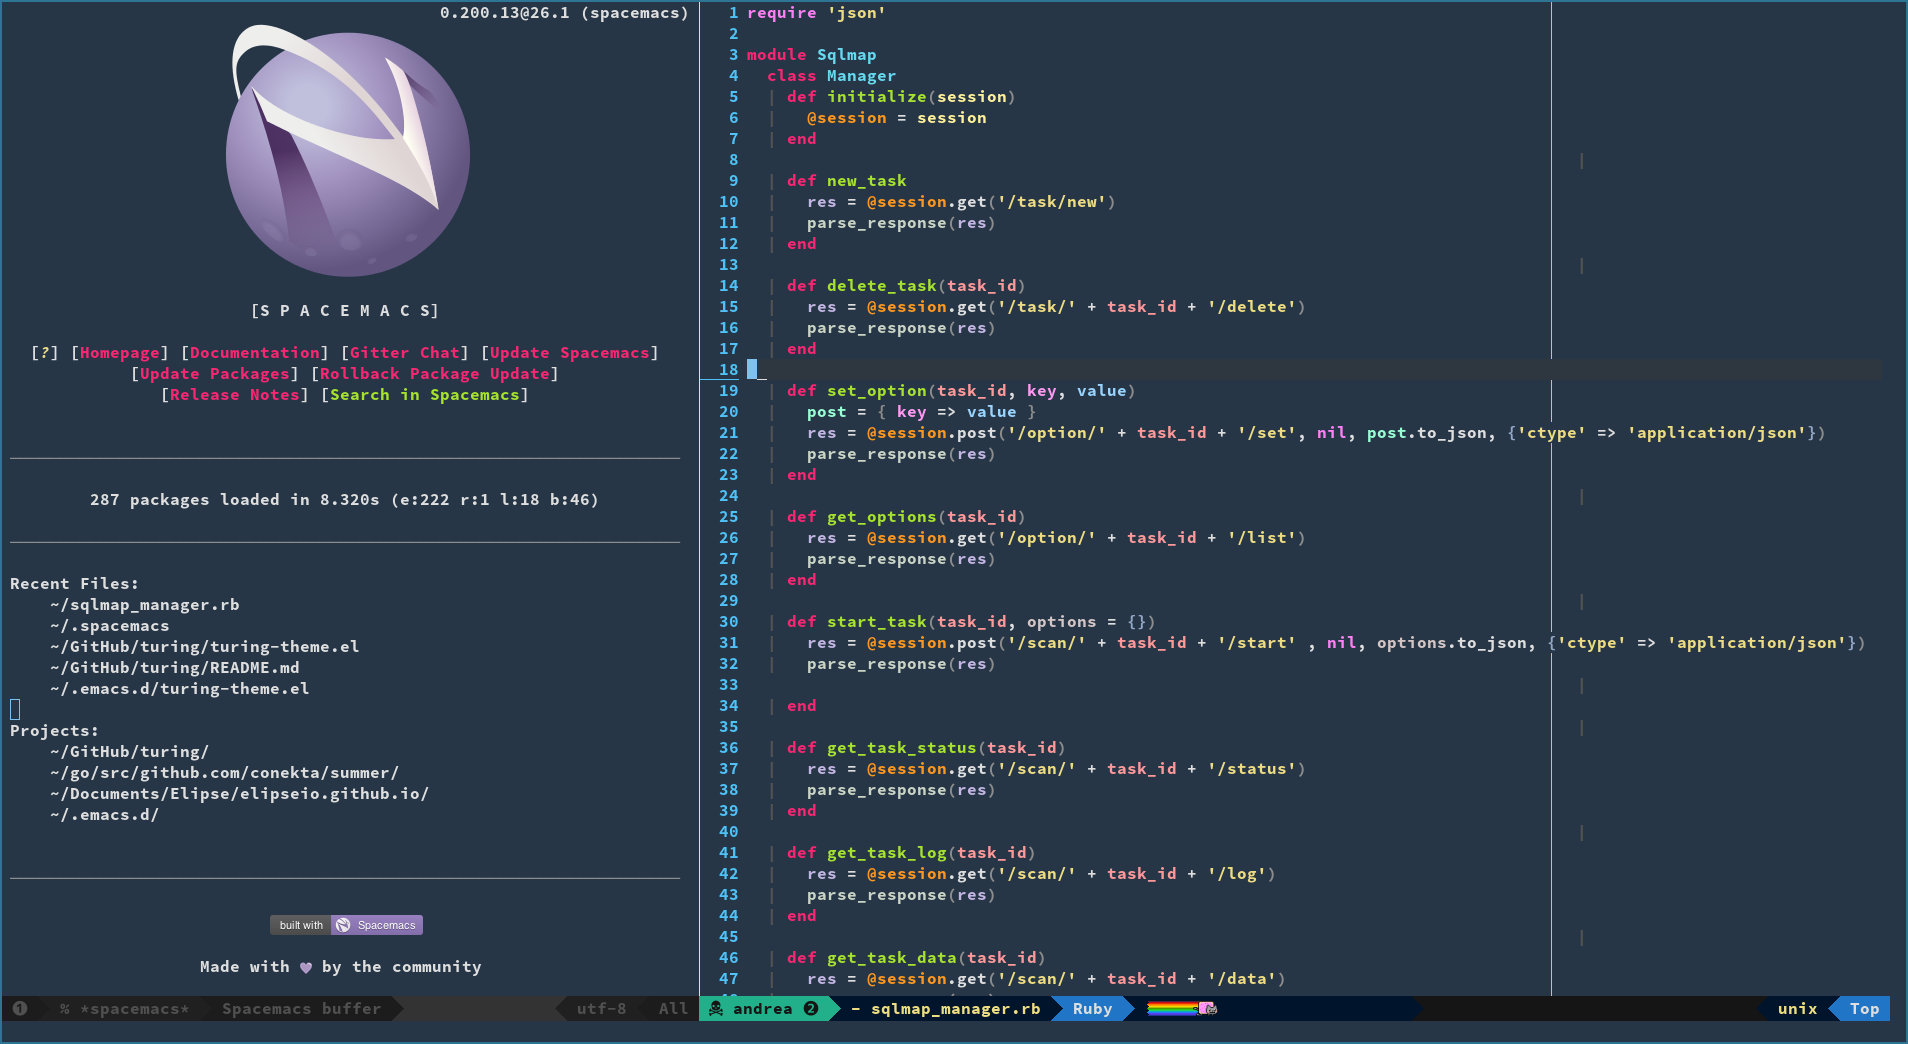 0.200.13@26.1 (spacemacs)
[S P A C E M A C S]
[?] [Homepage] [Documentation] [Gitter Chat] [Update Spacemacs]
[Update Packages] [Rollback Package Update]
[Release Notes] [Search in Spacemacs]
287 packages loaded in 8.320s (e:222 r:1 l:18 b:46)
Recent Files:
~/sqlmap_manager.rb
~/.spacemacs
~/GitHub/turing/turing-theme.el
~/GitHub/turing/README.md
~/.emacs.d/turing-theme.el
Projects:
~/GitHub/turing/
~/go/src/github.com/conekta/summer/
~/Documents/Elipse/elipseio.github.io/
~/.emacs.d/
built with Spacemacs
Made with ♥ by the community
1 % *spacemacs* Spacemacs buffer utf-8 All
1 require 'json'
2
3 module Sqlmap
4   class Manager
5   | def initialize(session)
6   |   @session = session
7   | end
8 |
9   | def new_task
10   |   res = @session.get('/task/new')
11   |   parse_response(res)
12   | end
13 |
14   | def delete_task(task_id)
15   |   res = @session.get('/task/' + task_id + '/delete')
16   |   parse_response(res)
17   | end
18
19   | def set_option(task_id, key, value)
20   |   post = { key => value }
21   |   res = @session.post('/option/' + task_id + '/set', nil, post.to_json, {'ctype' => 'application/json'})
22   |   parse_response(res)
23   | end
24 |
25   | def get_options(task_id)
26   |   res = @session.get('/option/' + task_id + '/list')
27   |   parse_response(res)
28   | end
29 |
30   | def start_task(task_id, options = {})
31   |   res = @session.post('/scan/' + task_id + '/start' , nil, options.to_json, {'ctype' => 'application/json'})
32   |   parse_response(res)
33 |
34   | end
35 |
36   | def get_task_status(task_id)
37   |   res = @session.get('/scan/' + task_id + '/status')
38   |   parse_response(res)
39   | end
40 |
41   | def get_task_log(task_id)
42   |   res = @session.get('/scan/' + task_id + '/log')
43   |   parse_response(res)
44   | end
45 |
46   | def get_task_data(task_id)
47   |   res = @session.get('/scan/' + task_id + '/data')
andrea 2 - sqlmap_manager.rb Ruby unix Top